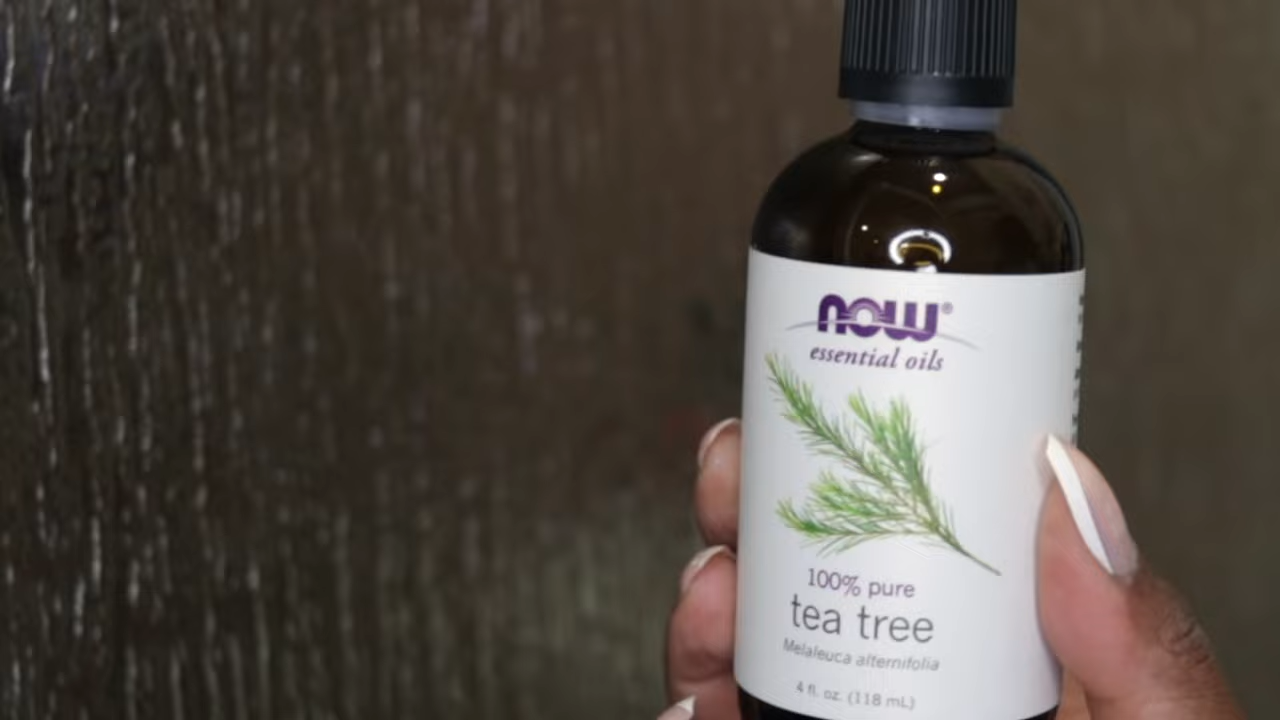 now®
essential oils
100% pure
tea tree
Melaleuca alternifolia
4 fl. oz. (118 mL)